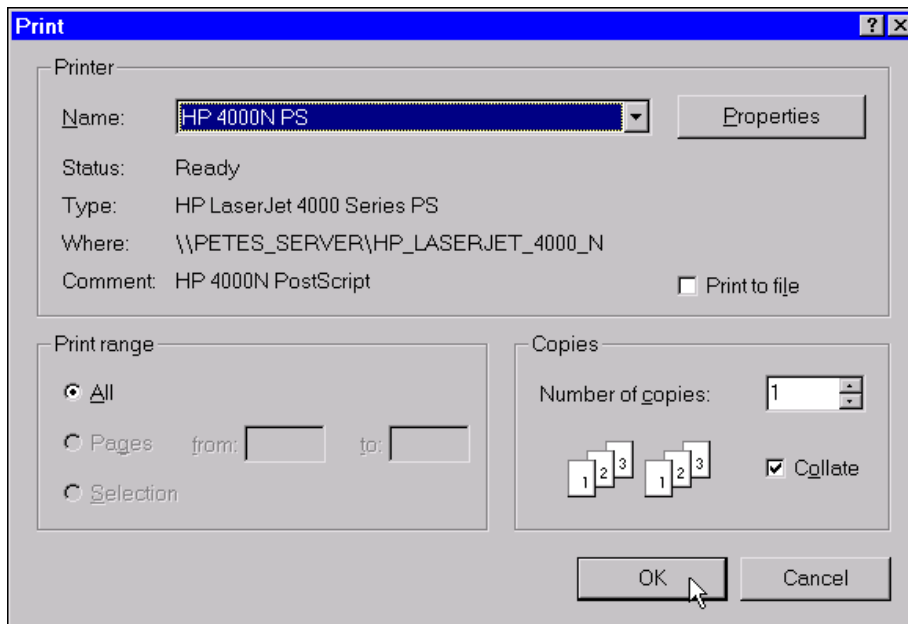 Print
Printer
Name: HP 4000N PS Properties
Status: Ready
Type: HP LaserJet 4000 Series PS
Where: \\PETES_SERVER\HP_LASERJET_4000_N
Comment: HP 4000N PostScript Print to file
Print range
All
Pages from: to:
Selection
Copies
Number of copies: 1
1 2 3 1 2 3 Collate
OK Cancel